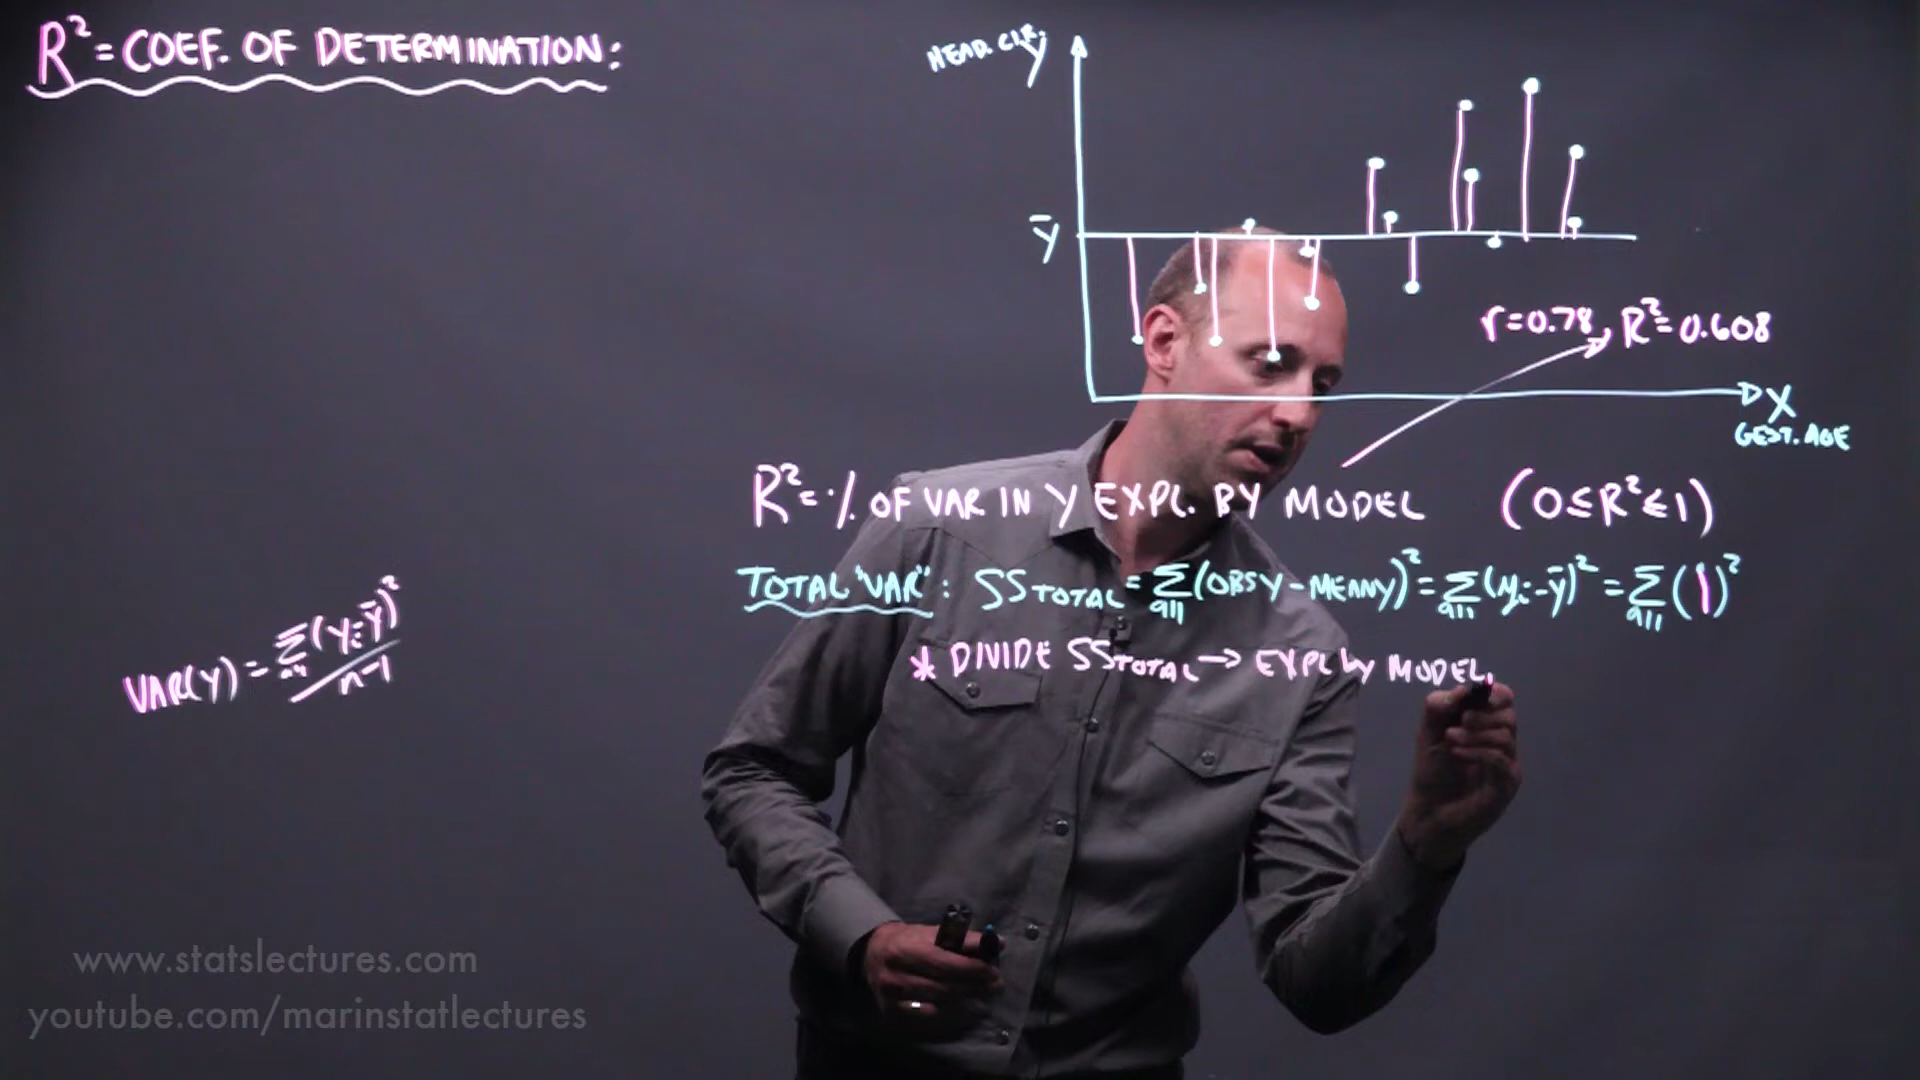 R² = COEF. OF DETERMINATION:
HEAD. CIR.
Y
Ȳ
r=0.78, R²=0.608
X
GEST. AGE
R² = % OF VAR IN Y EXPL. BY MODEL (0≤R²≤1)
TOTAL "VAR": SS TOTAL = Σ all (OBS Y - MEAN Y)² = Σ all (yi - ȳ)² = Σ all (|)²
* DIVIDE SS TOTAL → EXPL by MODEL,
VAR(Y) = Σ (Yi-Ȳ)² / n-1
www.statslectures.com
youtube.com/marinstatlectures